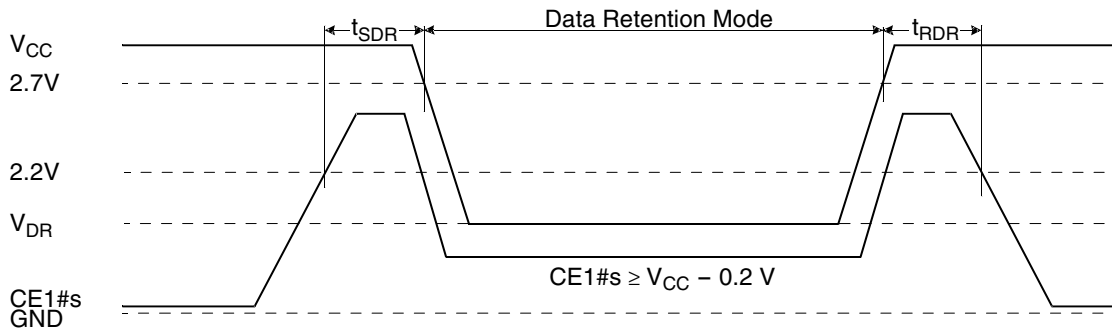 Data Retention Mode
tSDR
tRDR
VCC
2.7V
2.2V
VDR
CE1#s ≥ VCC − 0.2 V
CE1#s
GND